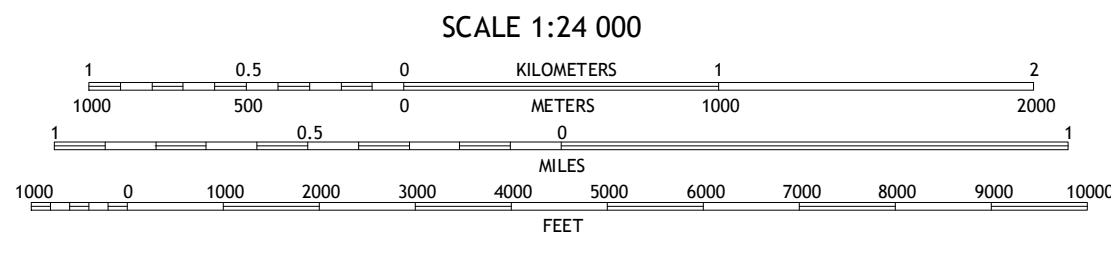 SCALE 1:24 000
1 0.5 0 KILOMETERS 1 2
1000 500 0 METERS 1000 2000
1 0.5 0 1
MILES
1000 0 1000 2000 3000 4000 5000 6000 7000 8000 9000 10000
FEET